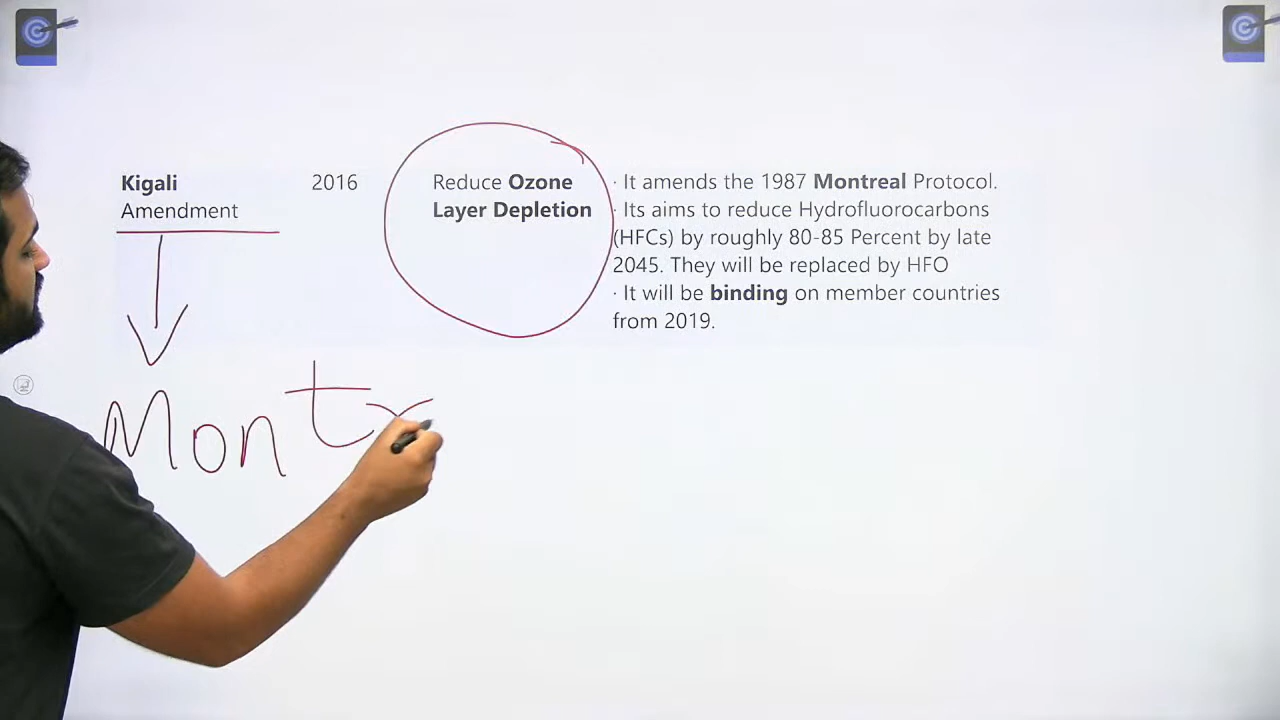 Kigali
Amendment
2016
Reduce Ozone
Layer Depletion
· It amends the 1987 Montreal Protocol.
· Its aims to reduce Hydrofluorocarbons
(HFCs) by roughly 80-85 Percent by late
2045. They will be replaced by HFO
· It will be binding on member countries
from 2019.
Montr